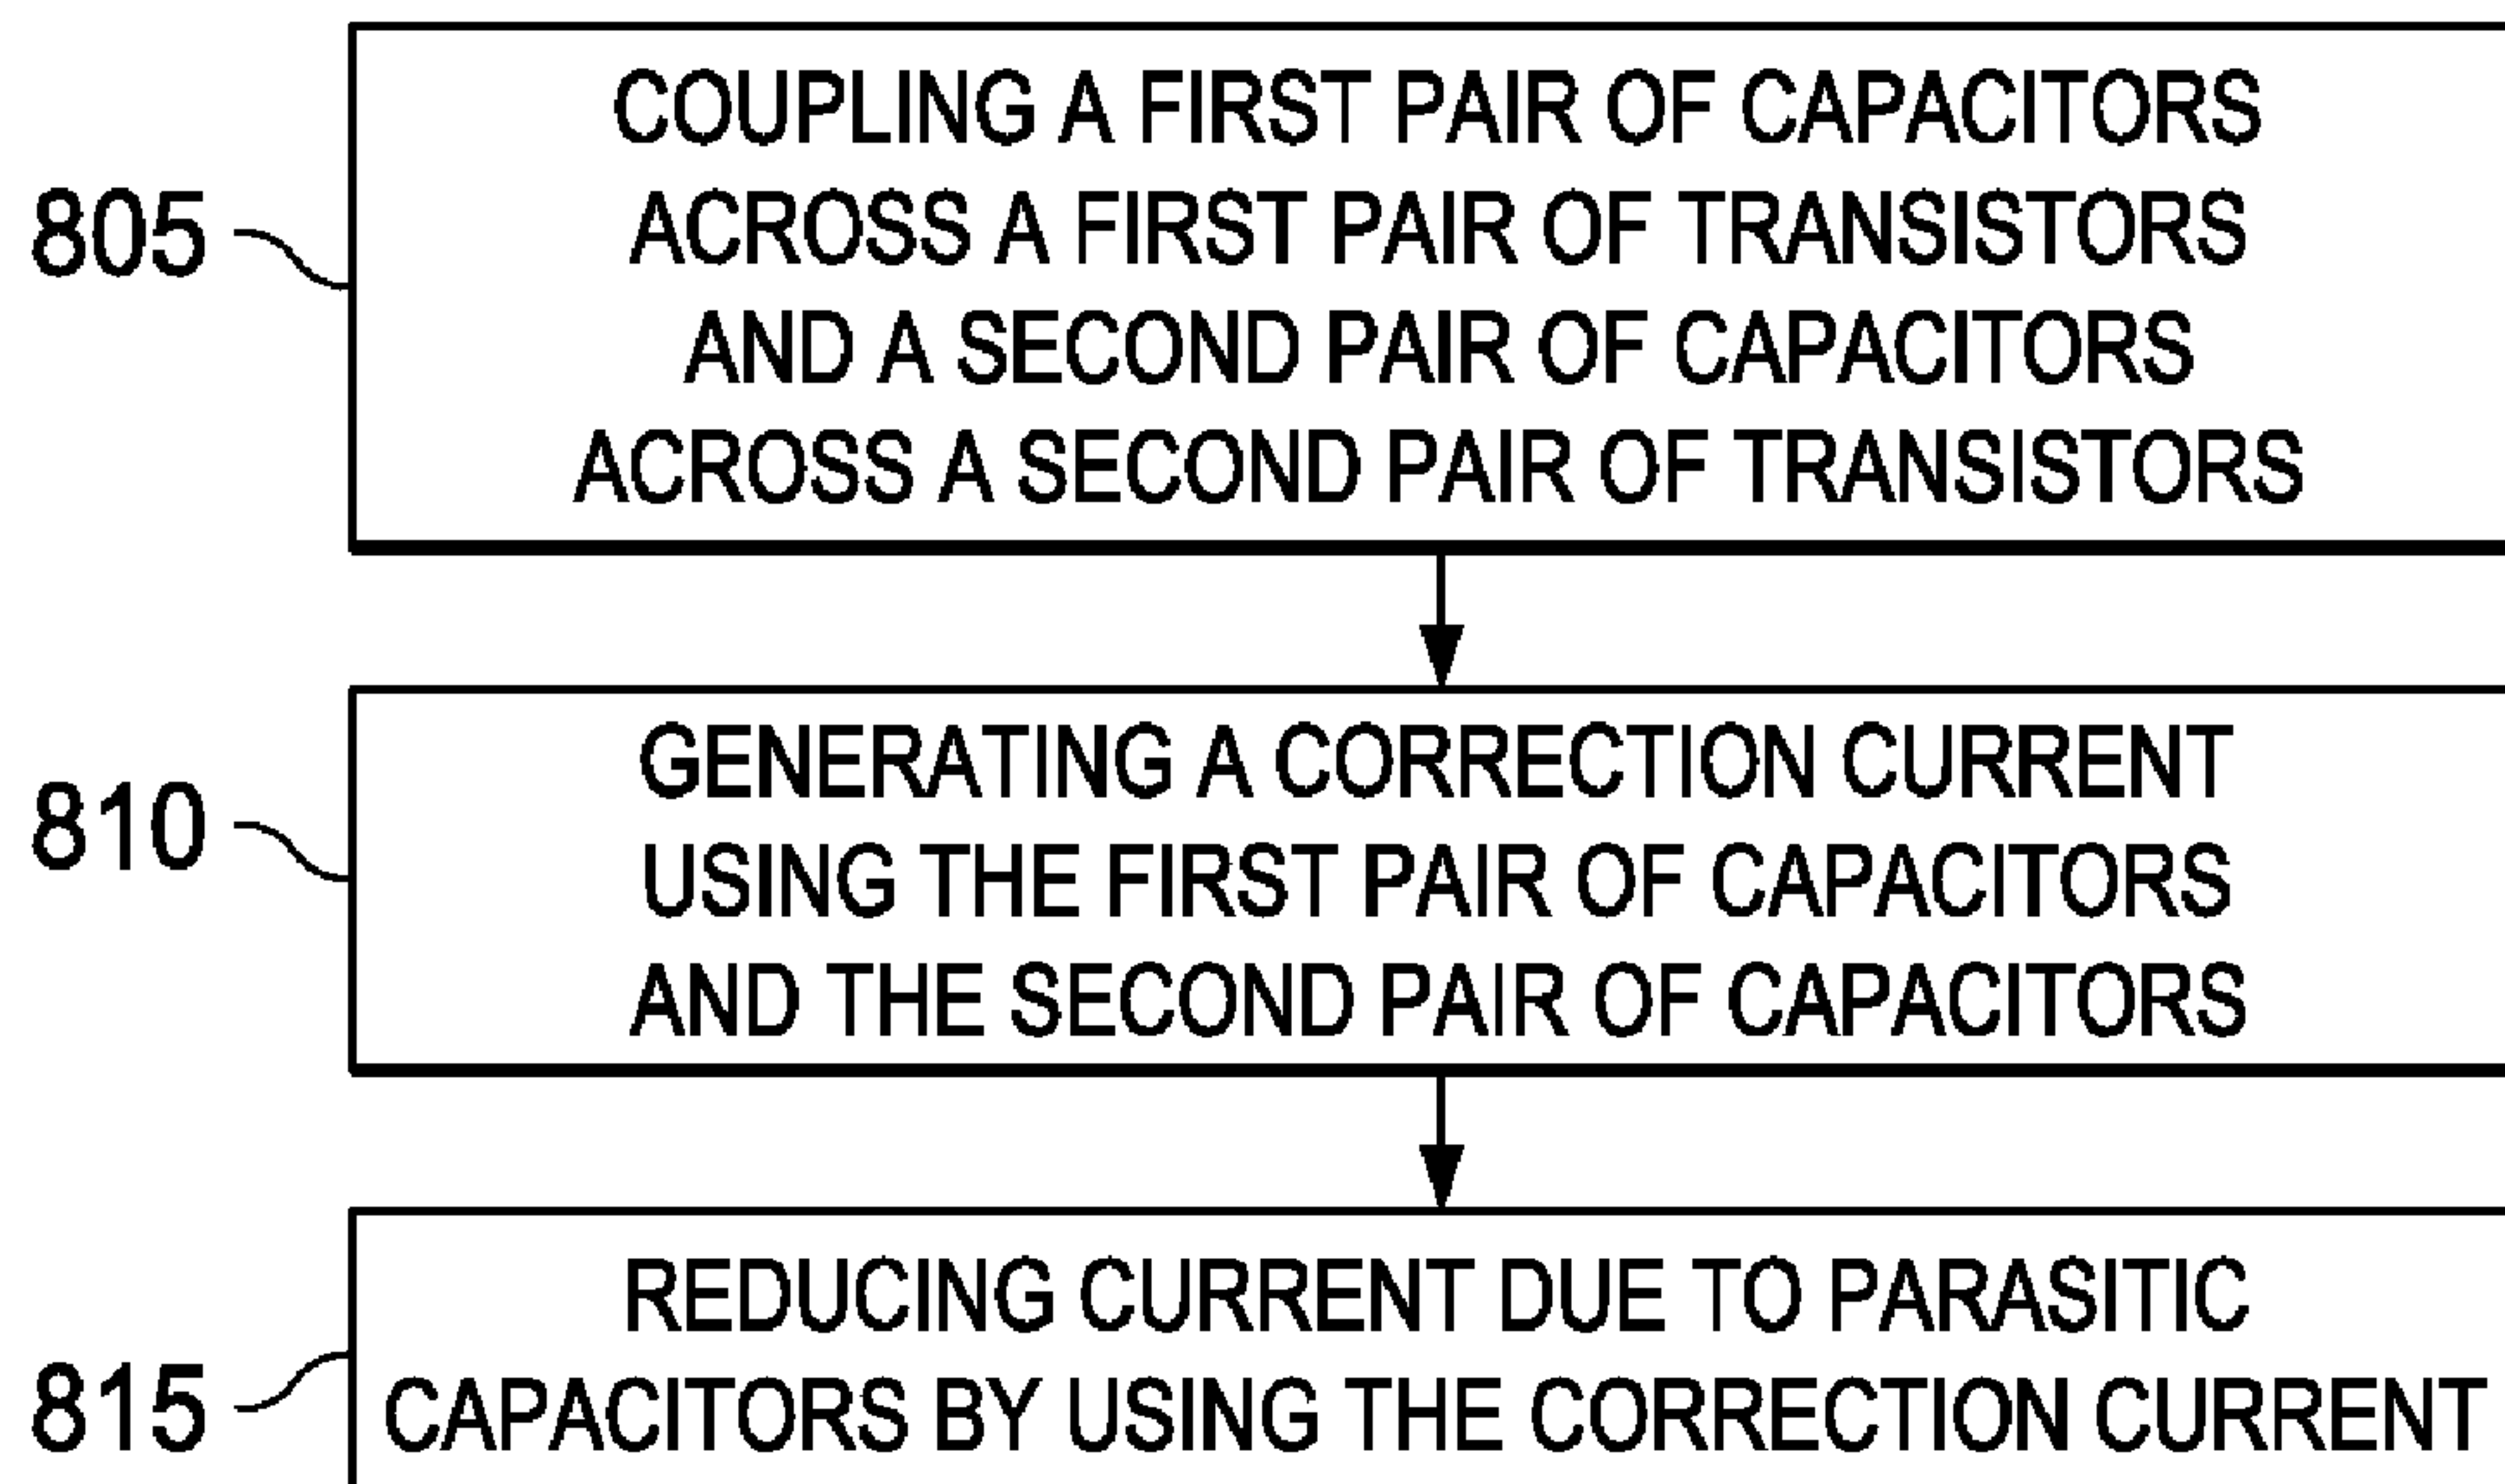 805
COUPLING A FIRST PAIR OF CAPACITORS
ACROSS A FIRST PAIR OF TRANSISTORS
AND A SECOND PAIR OF CAPACITORS
ACROSS A SECOND PAIR OF TRANSISTORS
810
GENERATING A CORRECTION CURRENT
USING THE FIRST PAIR OF CAPACITORS
AND THE SECOND PAIR OF CAPACITORS
815
REDUCING CURRENT DUE TO PARASITIC
CAPACITORS BY USING THE CORRECTION CURRENT